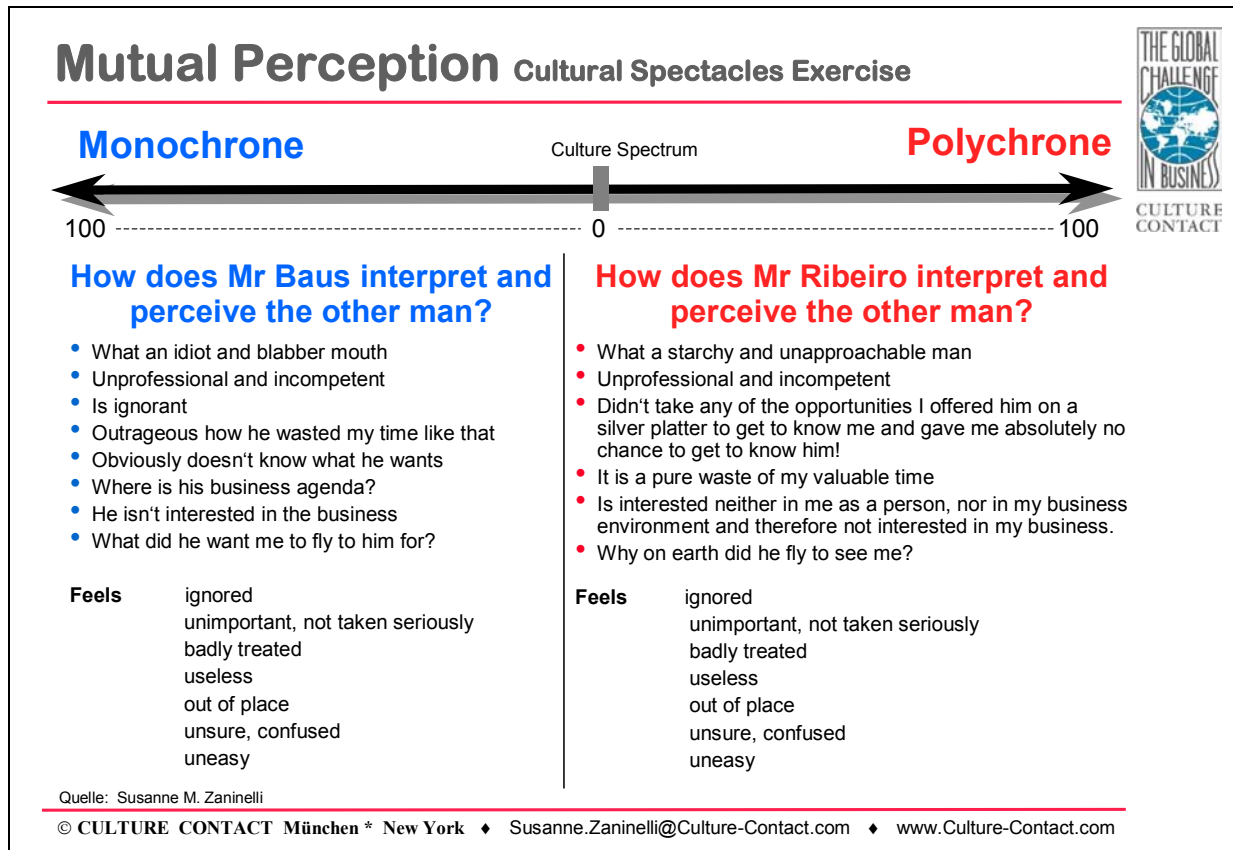 Mutual Perception Cultural Spectacles Exercise
THE GLOBAL
CHALLENGE
IN BUSINESS
CULTURE
CONTACT
Monochrone
Culture Spectrum
Polychrone
100 ---------------------------------------------------------- 0 ------------------------------------------------------- 100
How does Mr Baus interpret and
perceive the other man?
• What an idiot and blabber mouth
• Unprofessional and incompetent
• Is ignorant
• Outrageous how he wasted my time like that
• Obviously doesn‘t know what he wants
• Where is his business agenda?
• He isn‘t interested in the business
• What did he want me to fly to him for?
Feels ignored
unimportant, not taken seriously
badly treated
useless
out of place
unsure, confused
uneasy
How does Mr Ribeiro interpret and
perceive the other man?
• What a starchy and unapproachable man
• Unprofessional and incompetent
• Didn‘t take any of the opportunities I offered him on a
silver platter to get to know me and gave me absolutely no
chance to get to know him!
• It is a pure waste of my valuable time
• Is interested neither in me as a person, nor in my business
environment and therefore not interested in my business.
• Why on earth did he fly to see me?
Feels ignored
unimportant, not taken seriously
badly treated
useless
out of place
unsure, confused
uneasy
Quelle: Susanne M. Zaninelli
© CULTURE CONTACT München * New York ♦ Susanne.Zaninelli@Culture-Contact.com ♦ www.Culture-Contact.com